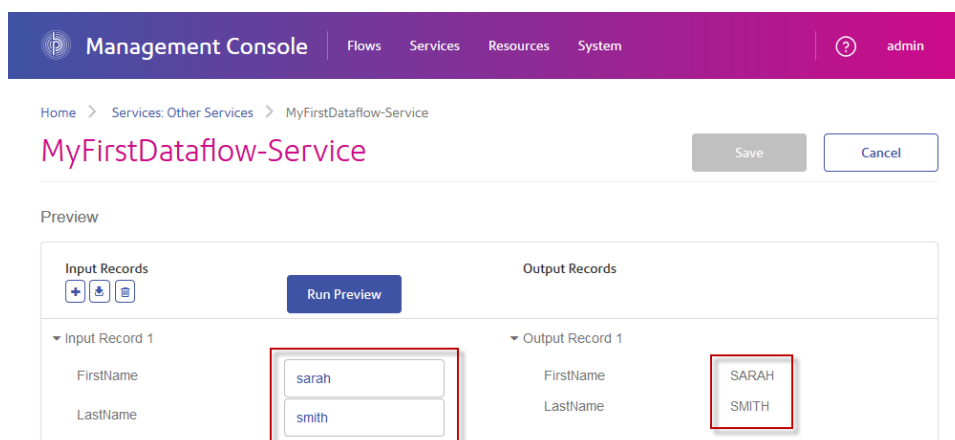 Management Console Flows Services Resources System ? admin
Home > Services: Other Services > MyFirstDataflow-Service
MyFirstDataflow-Service Save Cancel
Preview
Input Records Output Records
Run Preview
Input Record 1 Output Record 1
FirstName sarah FirstName SARAH
LastName smith LastName SMITH